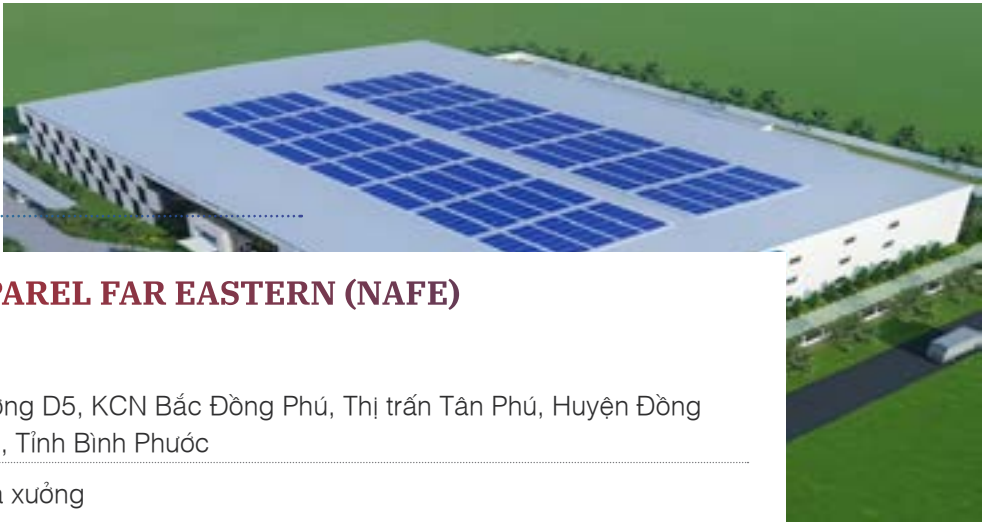 PAREL FAR EASTERN (NAFE)
ng D5, KCN Bắc Đồng Phú, Thị trấn Tân Phú, Huyện Đồng
, Tỉnh Bình Phước
xưởng